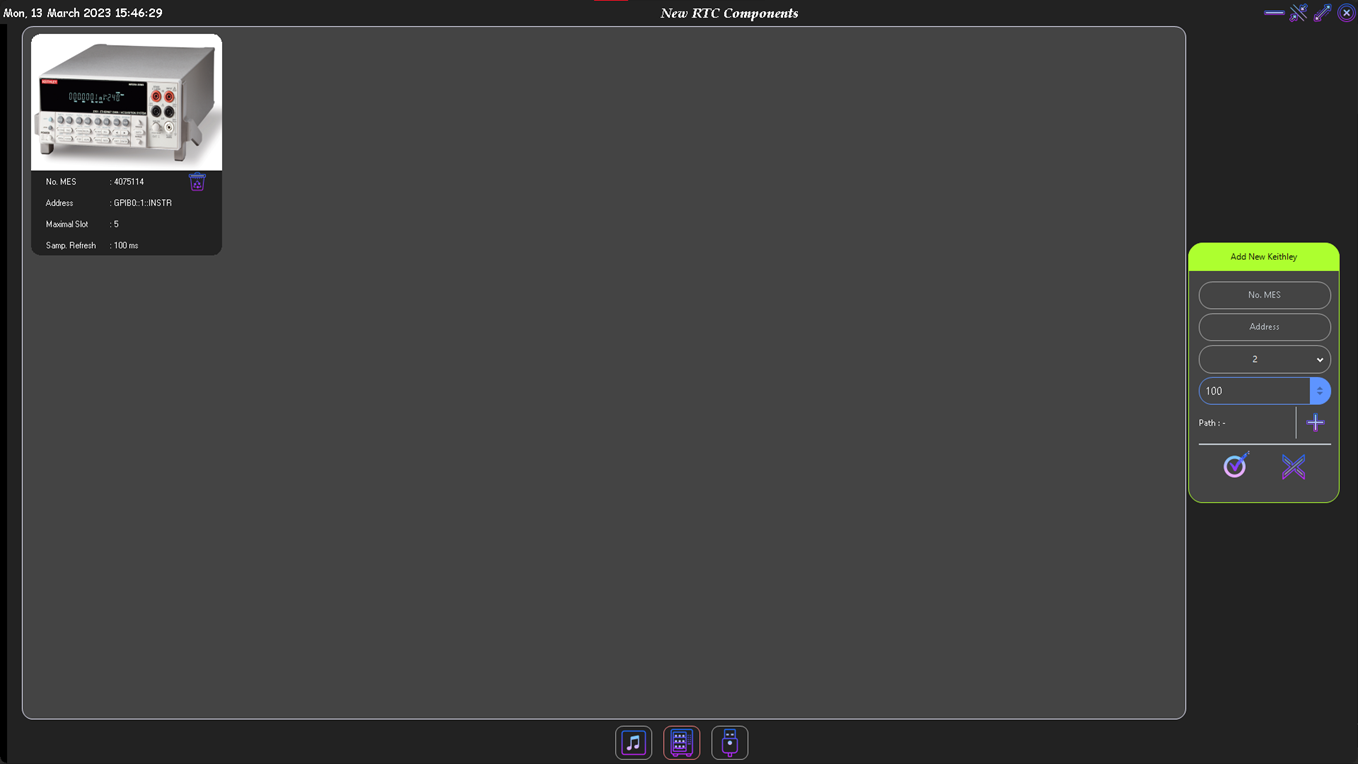 Mon, 13 March 2023 15:46:29
New RTC Components
KEITHLEY
No. MES : 4075114
Address : GPIB0::1::INSTR
Maximal Slot : 5
Samp. Refresh : 100 ms
Add New Keithley
No. MES
Address
2
100
Path : -